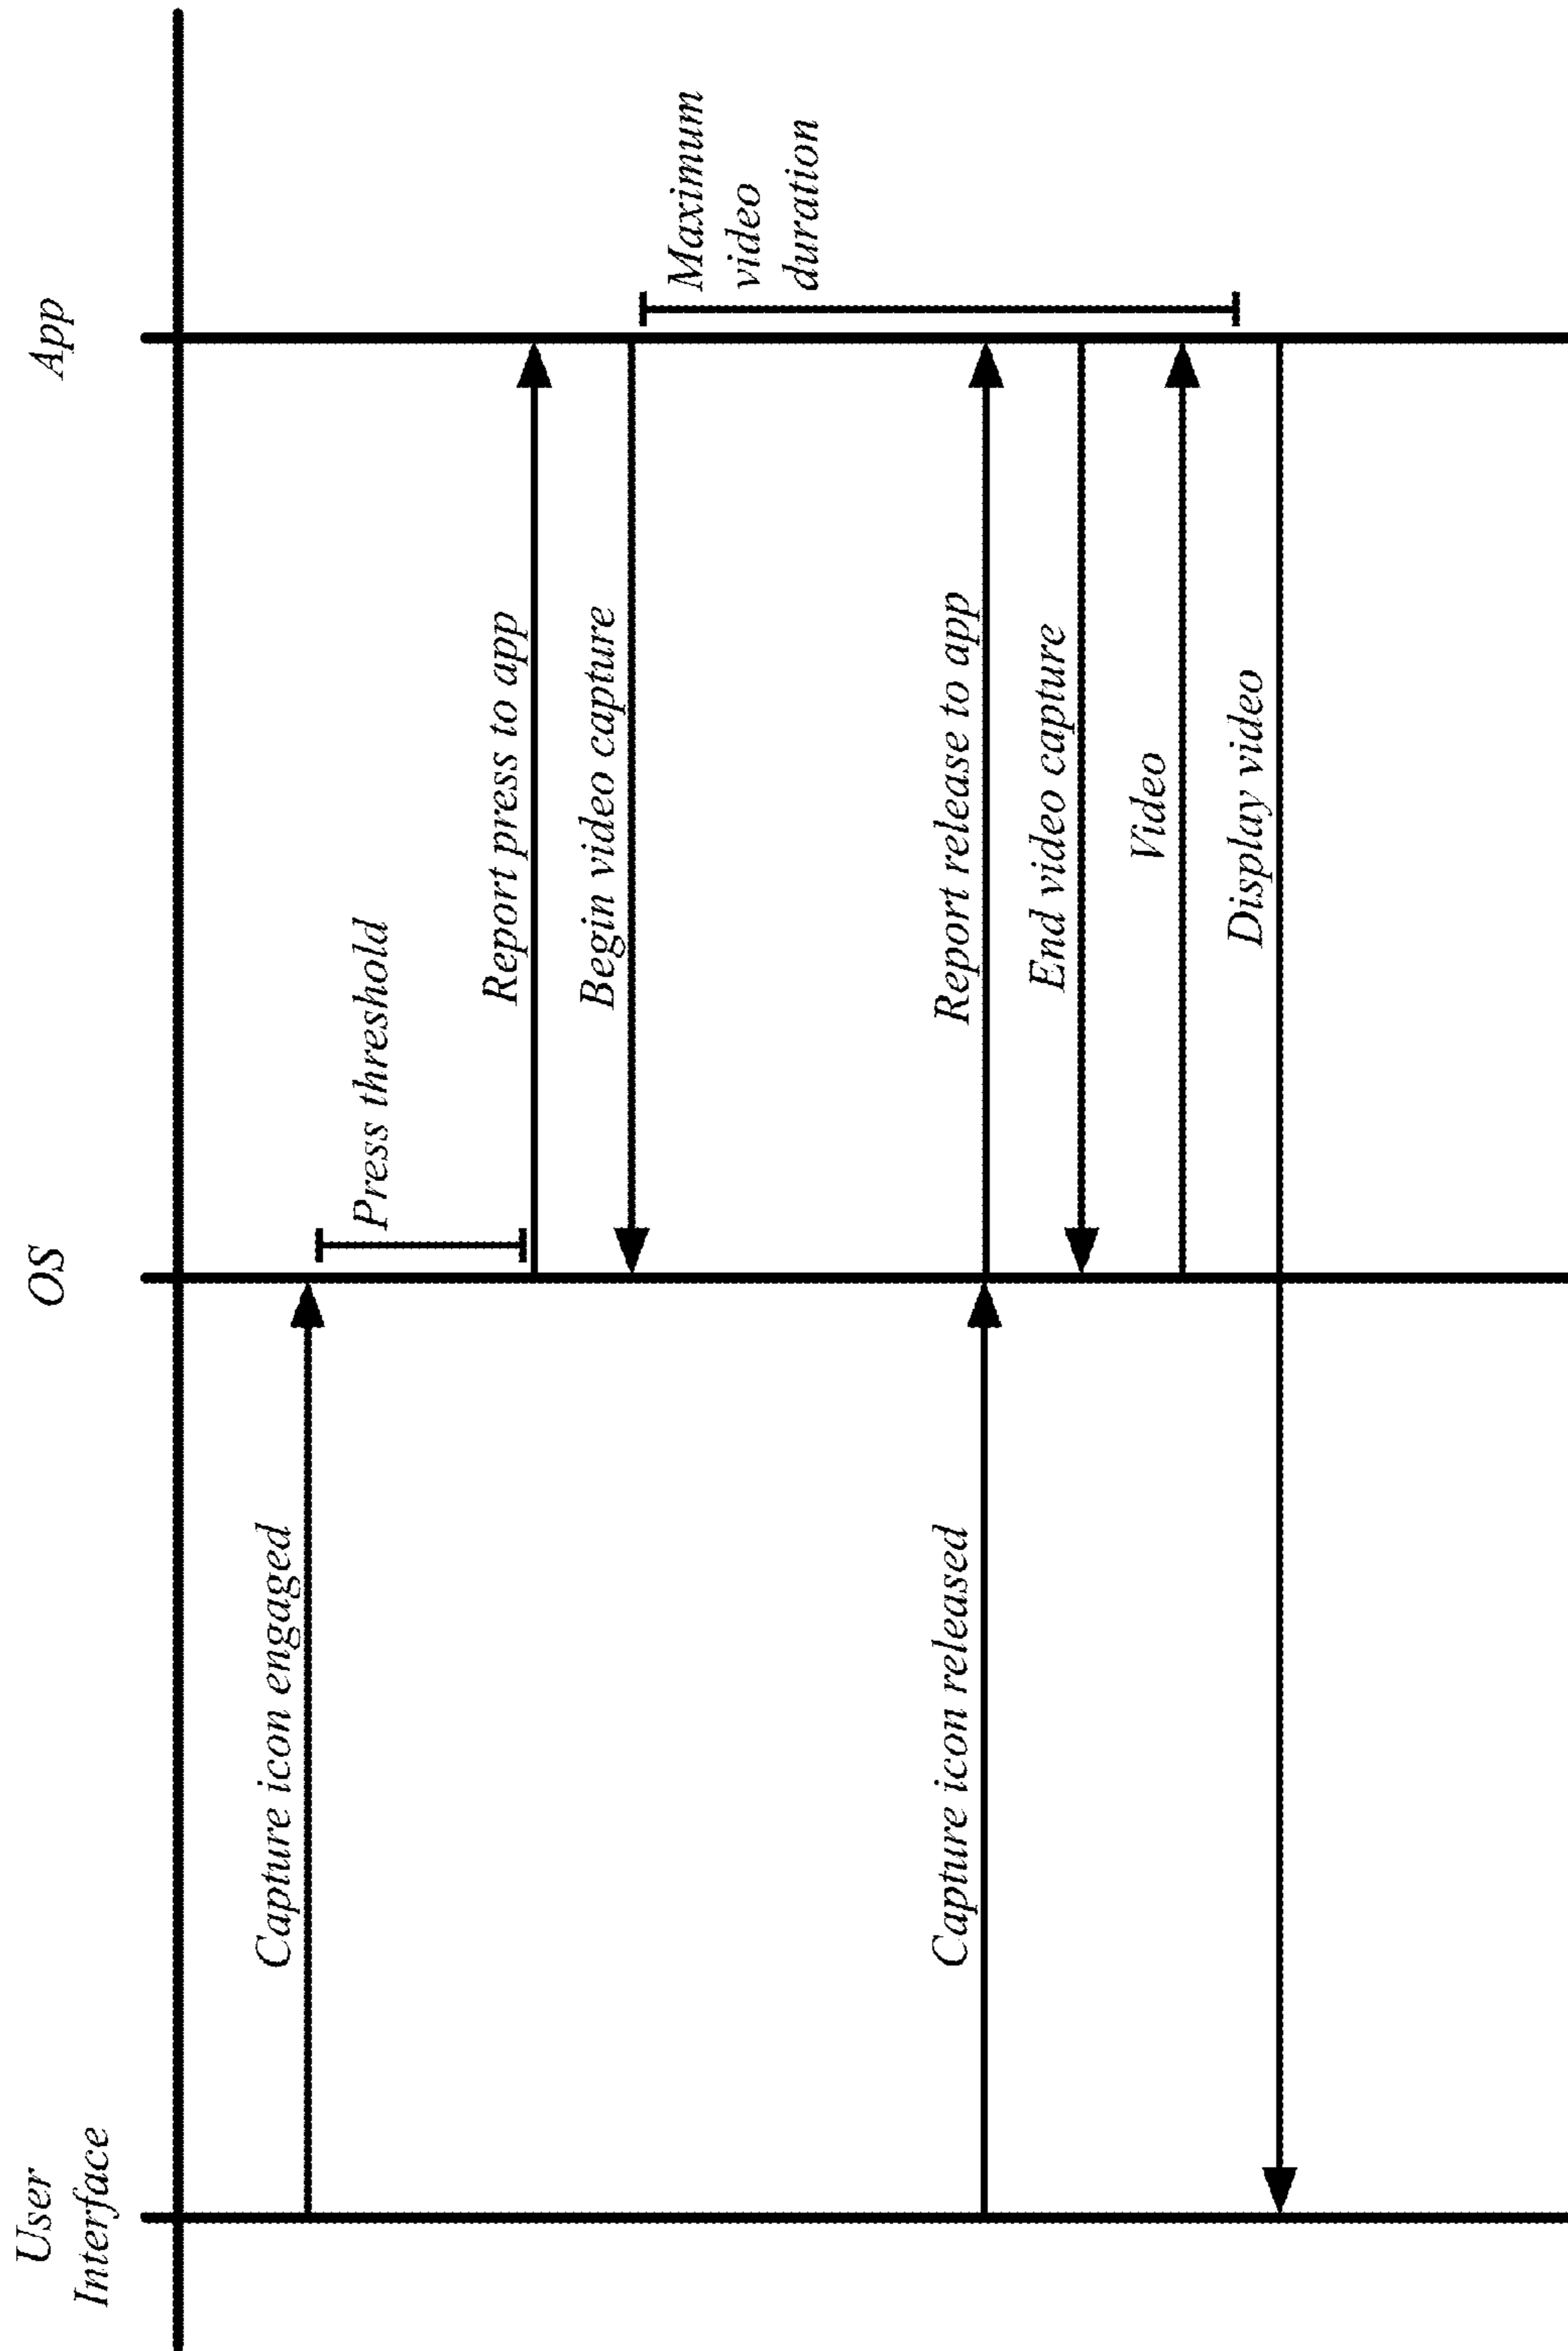 User
Interface
OS
App
Capture icon engaged
Press threshold
Report press to app
Begin video capture
Maximum
video
duration
Capture icon released
Report release to app
End video capture
Video
Display video